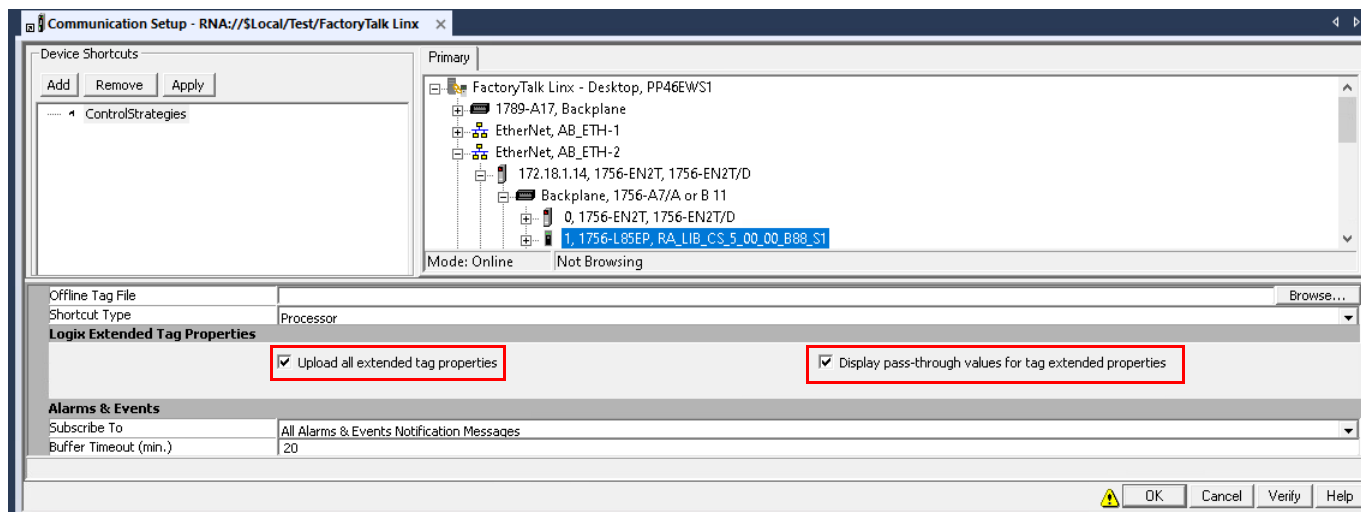 Communication Setup - RNA://$Local/Test/FactoryTalk Linx
Device Shortcuts
Add Remove Apply
ControlStrategies
Primary
FactoryTalk Linx - Desktop, PP46EWS1
1789-A17, Backplane
EtherNet, AB_ETH-1
EtherNet, AB_ETH-2
172.18.1.14, 1756-EN2T, 1756-EN2T/D
Backplane, 1756-A7/A or B 11
0, 1756-EN2T, 1756-EN2T/D
1, 1756-L85EP, RA_LIB_CS_5_00_00_B88_S1
Mode: Online Not Browsing
Offline Tag File Browse...
Shortcut Type Processor
Logix Extended Tag Properties
Upload all extended tag properties Display pass-through values for tag extended properties
Alarms & Events
Subscribe To All Alarms & Events Notification Messages
Buffer Timeout (min.) 20
OK Cancel Verify Help